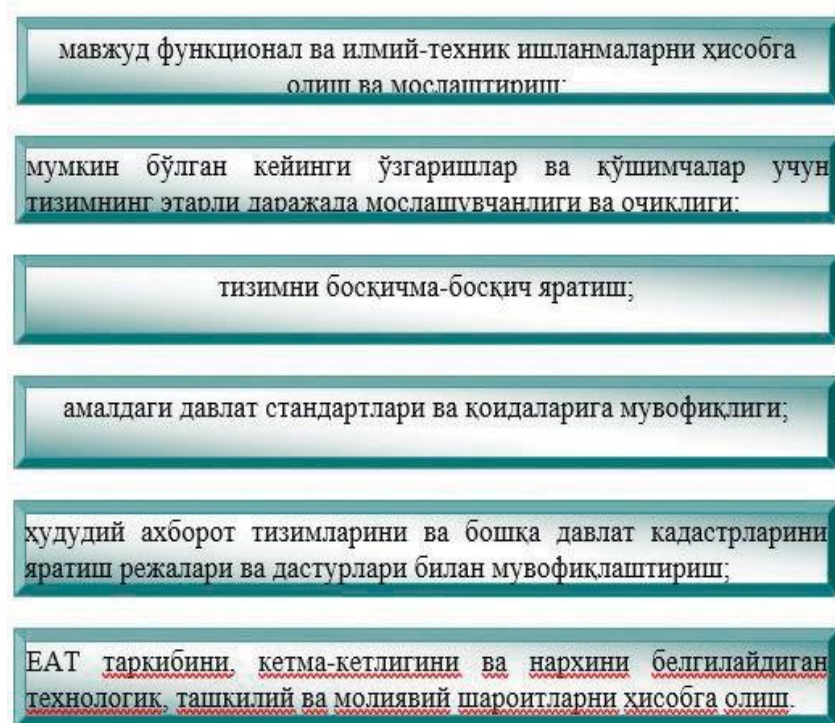 мавжуд функционал ва илмий-техник ишланмаларни ҳисобга
олиш ва мослаштириш;
мумкин бўлган кейинги ўзгаришлар ва қўшимчалар учун
тизимнинг этарли даражада мослашувчанлиги ва очиқлиги;
тизимни босқичма-босқич яратиш;
амалдаги давлат стандартлари ва қоидаларига мувофиқлиги;
ҳудудий ахборот тизимларини ва бошқа давлат кадастрларини
яратиш режалари ва дастурлари билан мувофиқлаштириш;
ЕАТ таркибини, кетма-кетлигини ва нархини белгилайдиган
технологик, ташкилий ва молиявий шароитларни ҳисобга олиш.